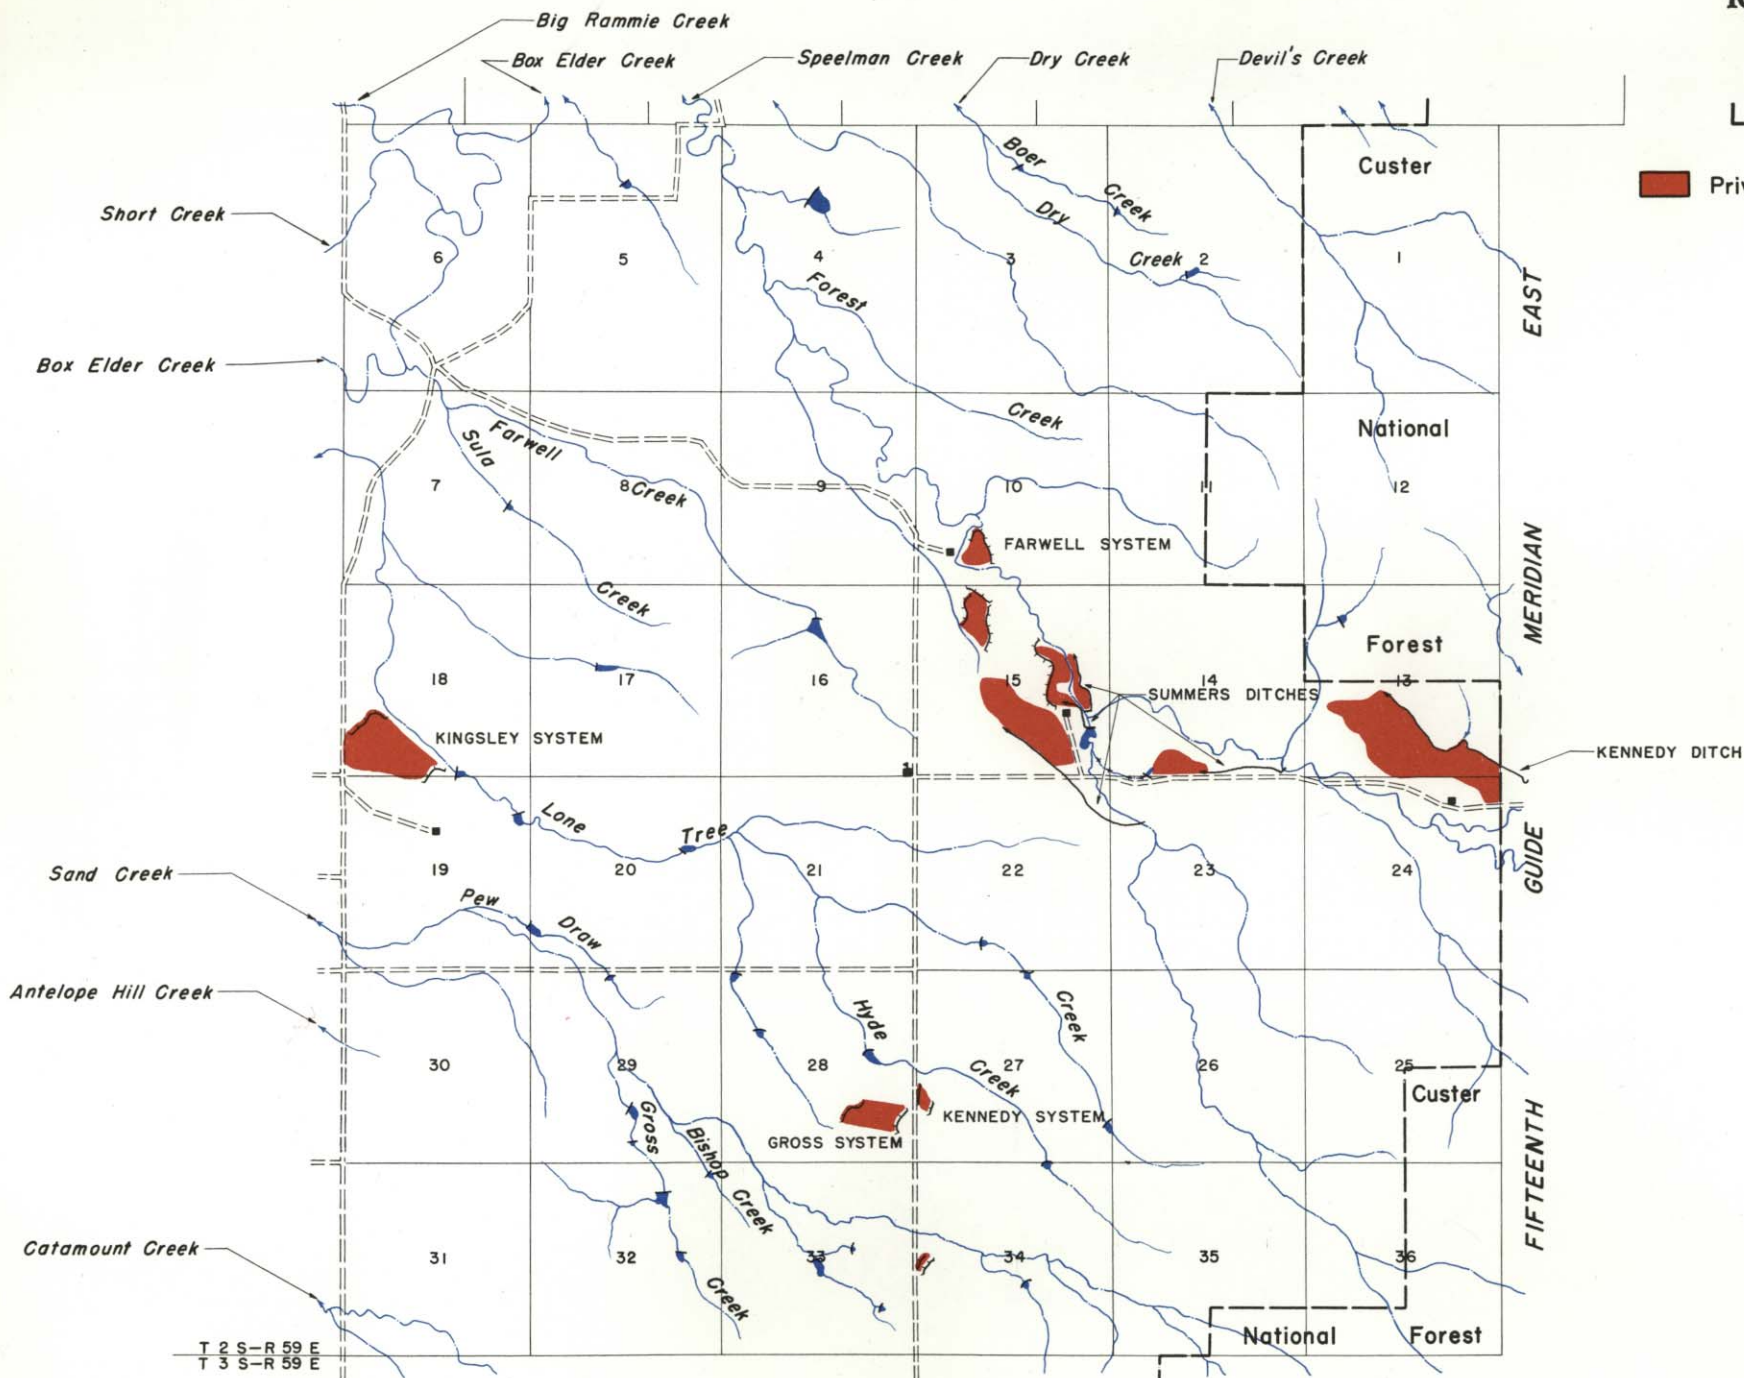 Big Rammie Creek
Box Elder Creek
Speelman Creek
Dry Creek
Devil's Creek
Short Creek
Boer
Creek
Custer
Dry
Creek
6
5
4
3
2
1
Forest
Creek
EAST
Box Elder Creek
Sula
Farwell
Creek
National
7
8
9
10
11
12
FARWELL SYSTEM
MERIDIAN
Creek
Forest
18
17
16
15
14
13
SUMMERS DITCHES
KINGSLEY SYSTEM
KENNEDY DITCH
Lone
Tree
Sand Creek
19
20
21
22
23
24
GUIDE
Pew
Draw
Antelope Hill Creek
Hyde
Creek
Creek
30
29
28
27
26
25
Custer
Gross
Bishop Creek
KENNEDY SYSTEM
GROSS SYSTEM
FIFTEENTH
Catamount Creek
31
32
33
34
35
36
Creek
National Forest
T 2 S-R 59 E
T 3 S-R 59 E